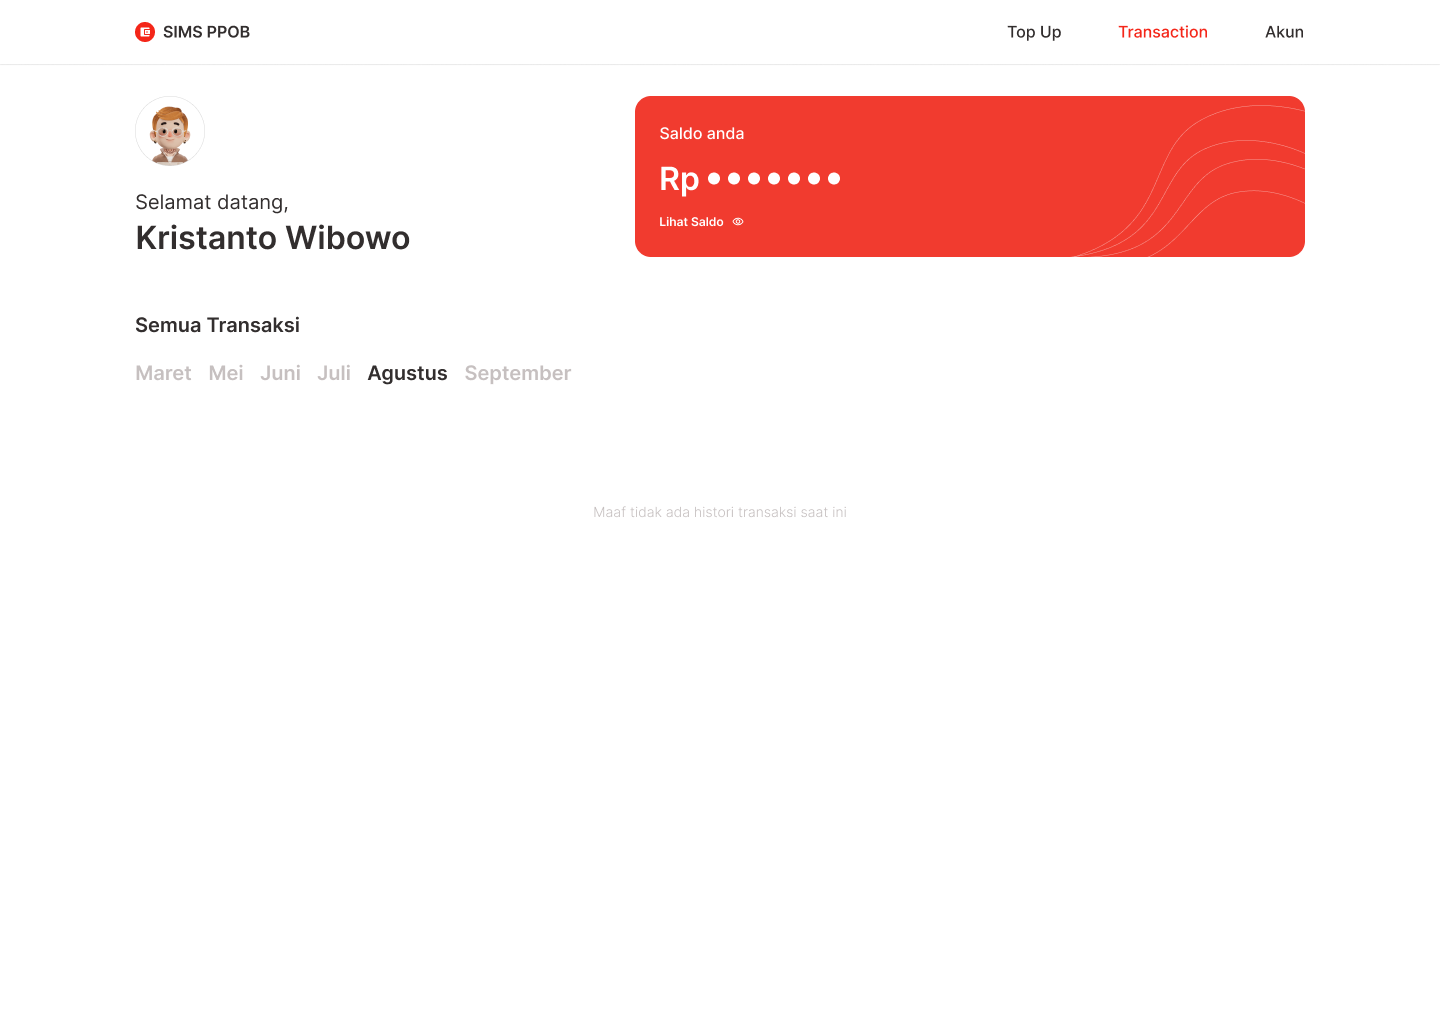 SIMS PPOB
Top Up
Transaction
Akun
Selamat datang,
Kristanto Wibowo
Saldo anda
Rp ●●●●●●●
Lihat Saldo
Semua Transaksi
Maret Mei Juni Juli Agustus September
Maaf tidak ada histori transaksi saat ini